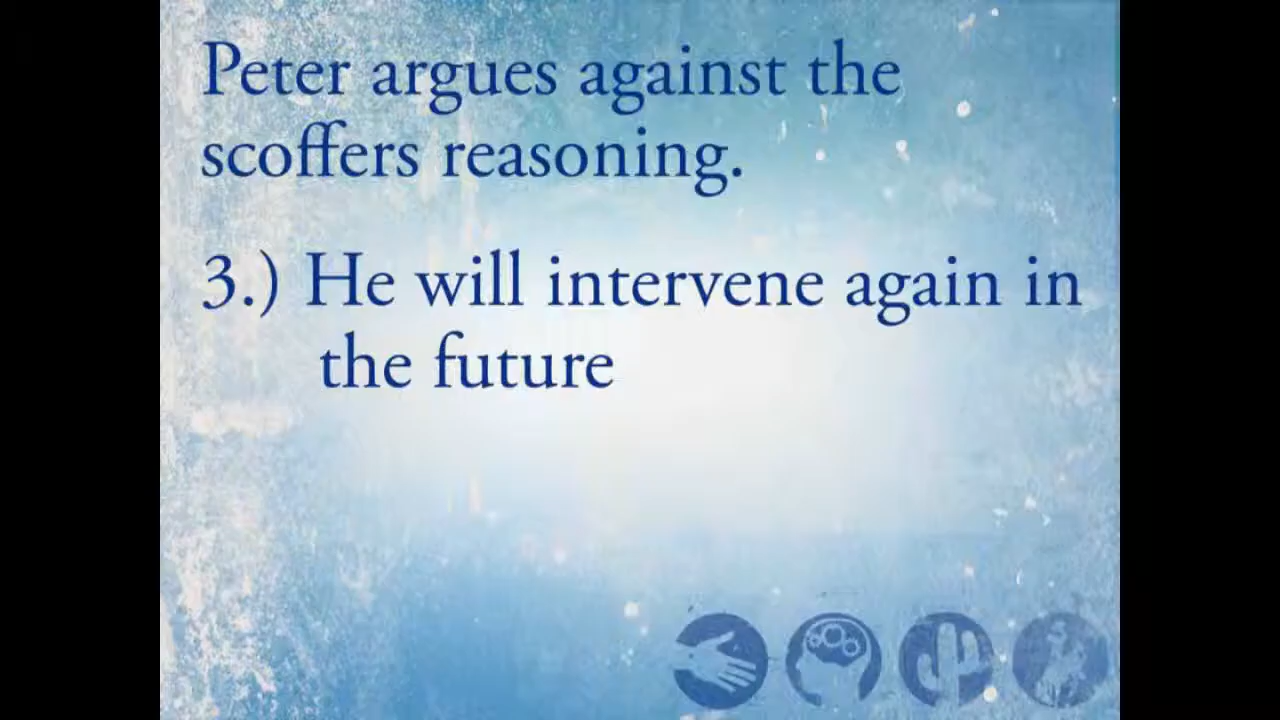 Peter argues against the
scoffers reasoning.
3.) He will intervene again in
the future